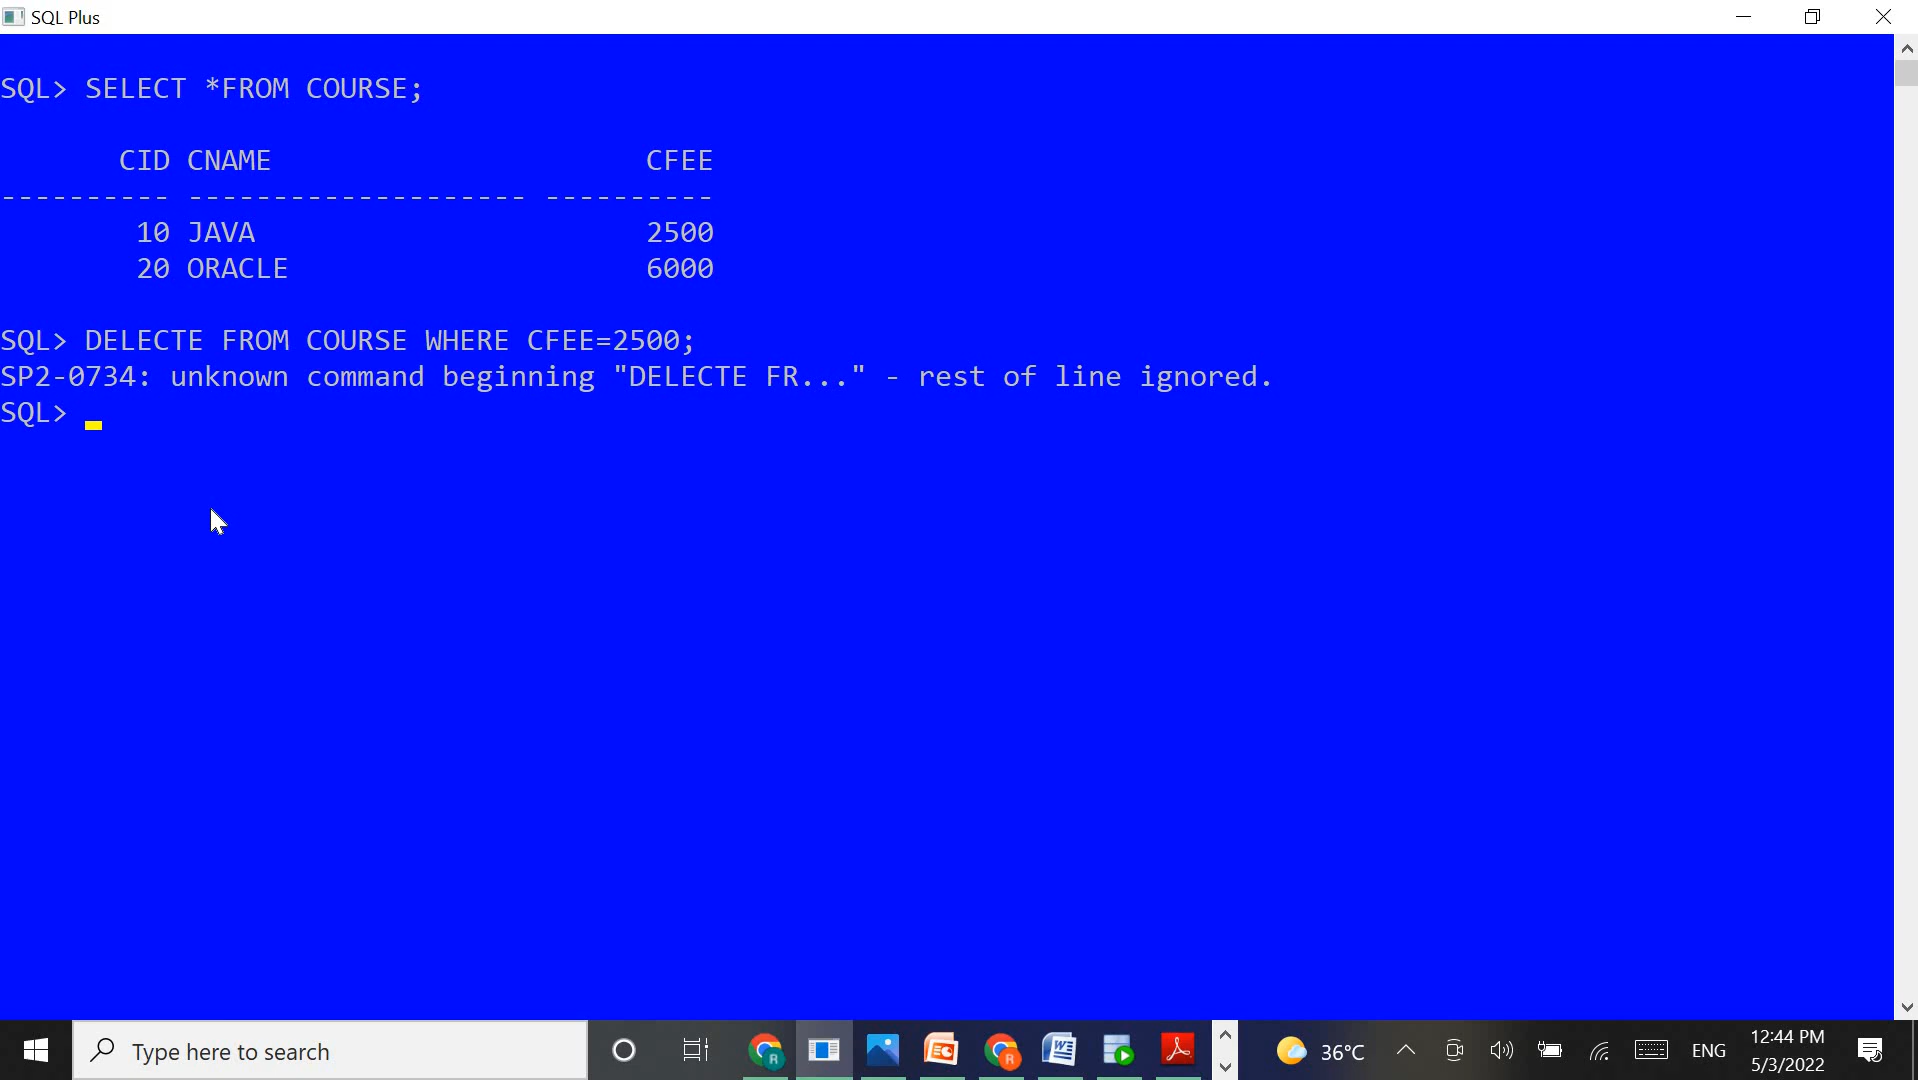 SQL Plus
SQL> SELECT *FROM COURSE;
CID CNAME CFEE
---------- -------------------- ----------
10 JAVA 2500
20 ORACLE 6000
SQL> DELECTE FROM COURSE WHERE CFEE=2500;
SP2-0734: unknown command beginning "DELECTE FR..." - rest of line ignored.
SQL>
Type here to search
36°C
ENG
12:44 PM
5/3/2022